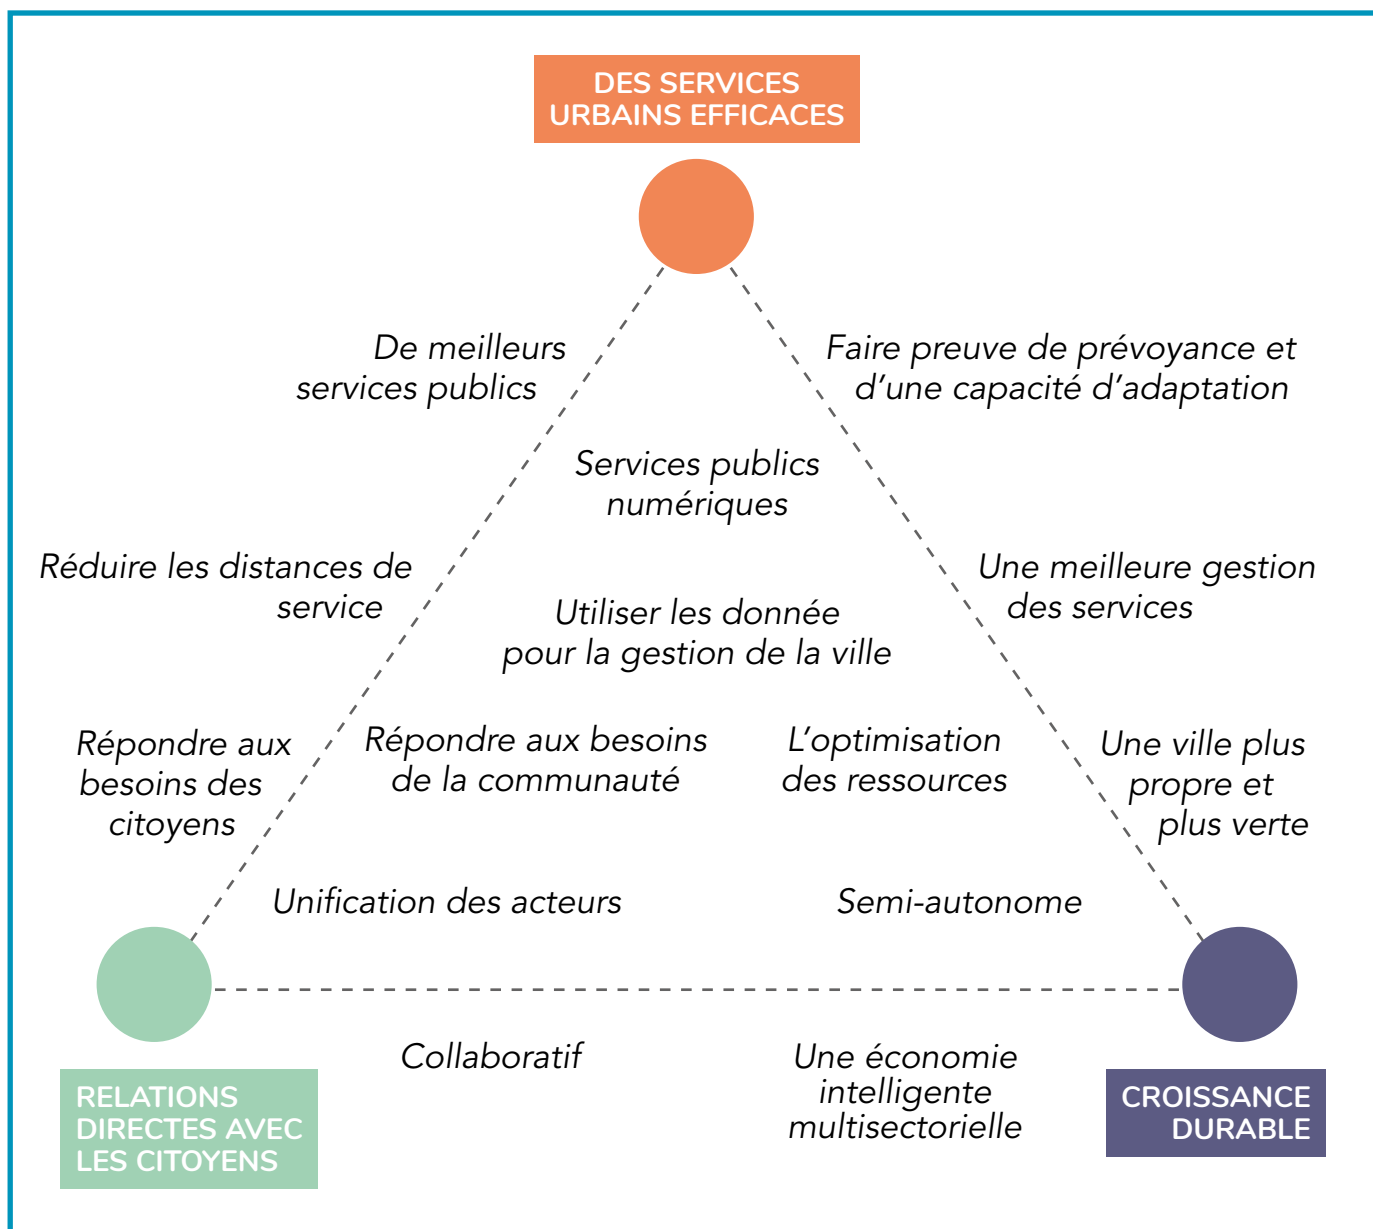 DES SERVICES
URBAINS EFFICACES
De meilleurs
services publics
Faire preuve de prévoyance et
d’une capacité d’adaptation
Services publics
numériques
Réduire les distances de
service
Une meilleure gestion
des services
Utiliser les donnée
pour la gestion de la ville
Répondre aux
besoins des
citoyens
Répondre aux besoins
de la communauté
L’optimisation
des ressources
Une ville plus
propre et
plus verte
Unification des acteurs
Semi-autonome
Collaboratif
Une économie
intelligente
multisectorielle
RELATIONS
DIRECTES AVEC
LES CITOYENS
CROISSANCE
DURABLE